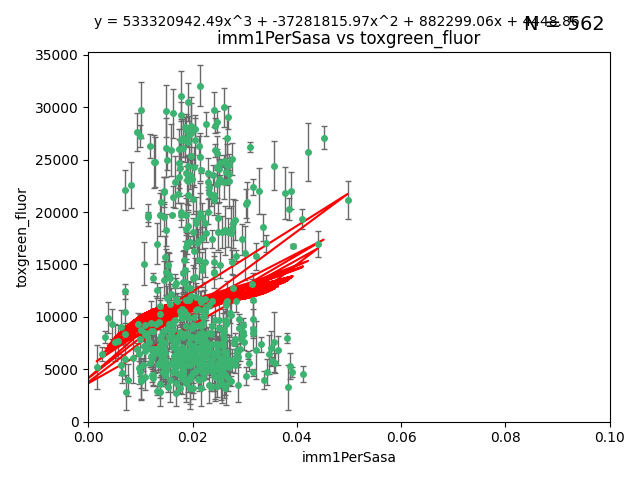 y = 533320942.49x^3 + -37281815.97x^2 + 882299.06x + 4448.86
N = 562
imm1PerSasa vs toxgreen_fluor
35000
30000
25000
20000
15000
10000
5000
0
toxgreen_fluor
0.00 0.02 0.04 0.06 0.08 0.10
imm1PerSasa